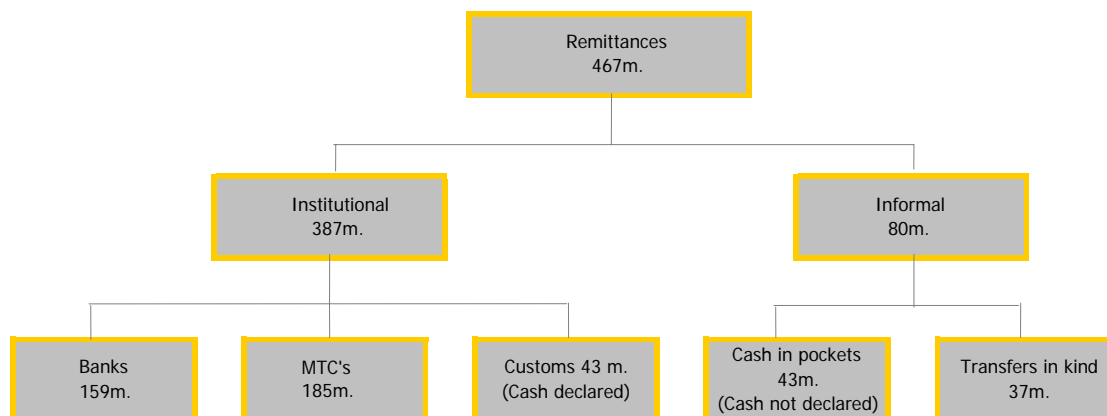 Remittances
467m.
Institutional
387m.
Informal
80m.
Banks
159m.
MTC's
185m.
Customs 43 m.
(Cash declared)
Cash in pockets
43m.
(Cash not declared)
Transfers in kind
37m.